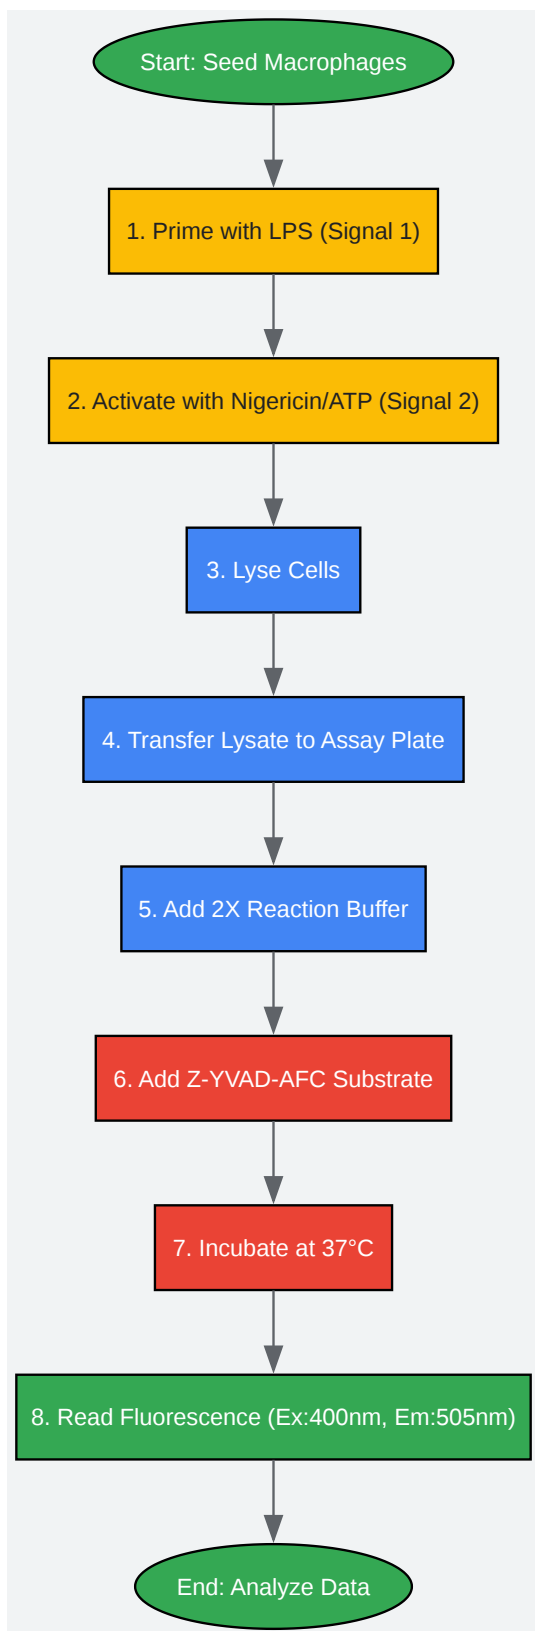 Start: Seed Macrophages
1. Prime with LPS (Signal 1)
2. Activate with Nigericin/ATP (Signal 2)
3. Lyse Cells
4. Transfer Lysate to Assay Plate
5. Add 2X Reaction Buffer
6. Add Z-YVAD-AFC Substrate
7. Incubate at 37°C
8. Read Fluorescence (Ex:400nm, Em:505nm)
End: Analyze Data